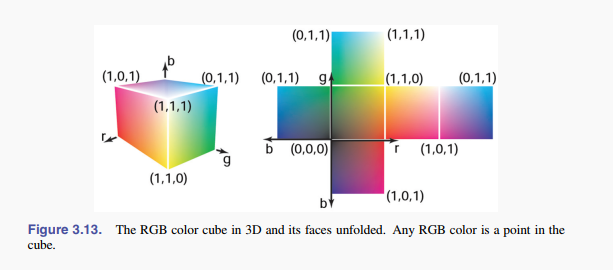 (0,1,1) (1,1,1)
b
(1,0,1) (0,1,1) (0,1,1) g (1,1,0) (0,1,1)
(1,1,1)
r
b (0,0,0) r (1,0,1)
g
(1,1,0)
b (1,0,1)
Figure 3.13. The RGB color cube in 3D and its faces unfolded. Any RGB color is a point in the
cube.